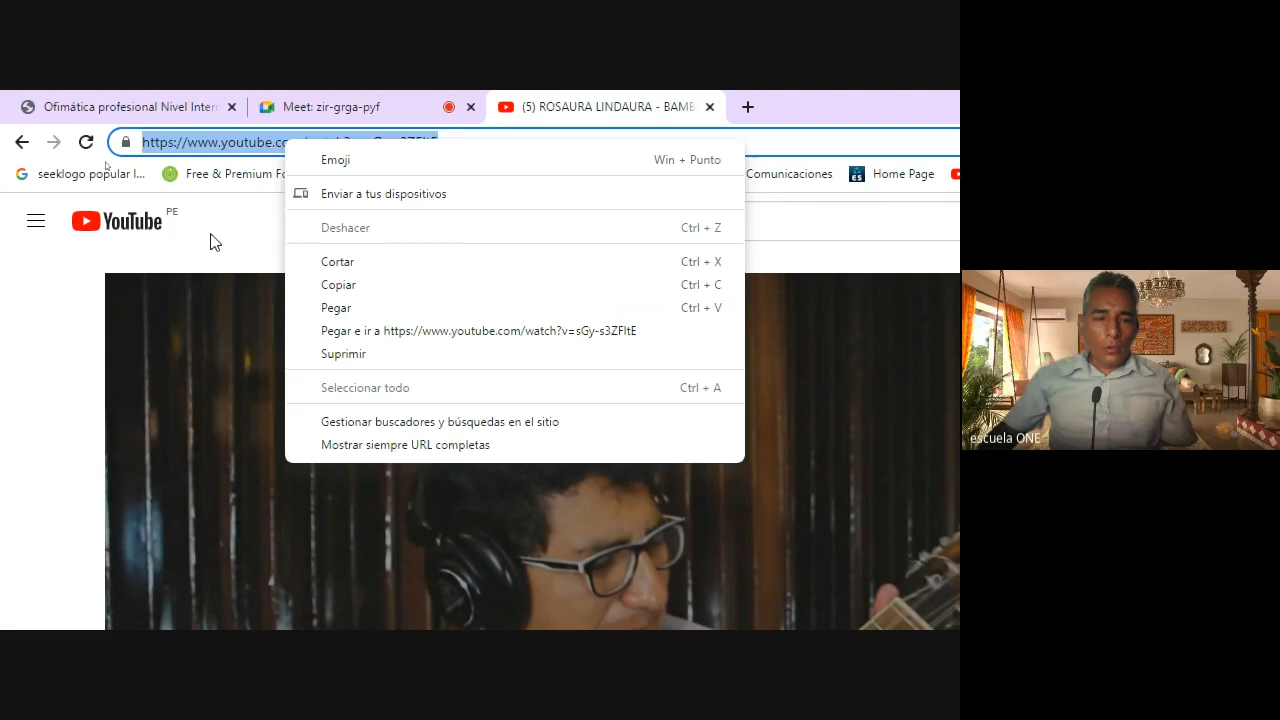 Ofimática profesional Nivel Inter
Meet: zir-grga-pyf
(5) ROSAURA LINDAURA - BAMB
https://www.youtube.c
seeklogo popular l...
Free & Premium Fo
Comunicaciones
Home Page
YouTube PE
Emoji Win + Punto
Enviar a tus dispositivos
Deshacer Ctrl + Z
Cortar Ctrl + X
Copiar Ctrl + C
Pegar Ctrl + V
Pegar e ir a https://www.youtube.com/watch?v=sGy-s3ZFltE
Suprimir
Seleccionar todo Ctrl + A
Gestionar buscadores y búsquedas en el sitio
Mostrar siempre URL completas
escuela ONE